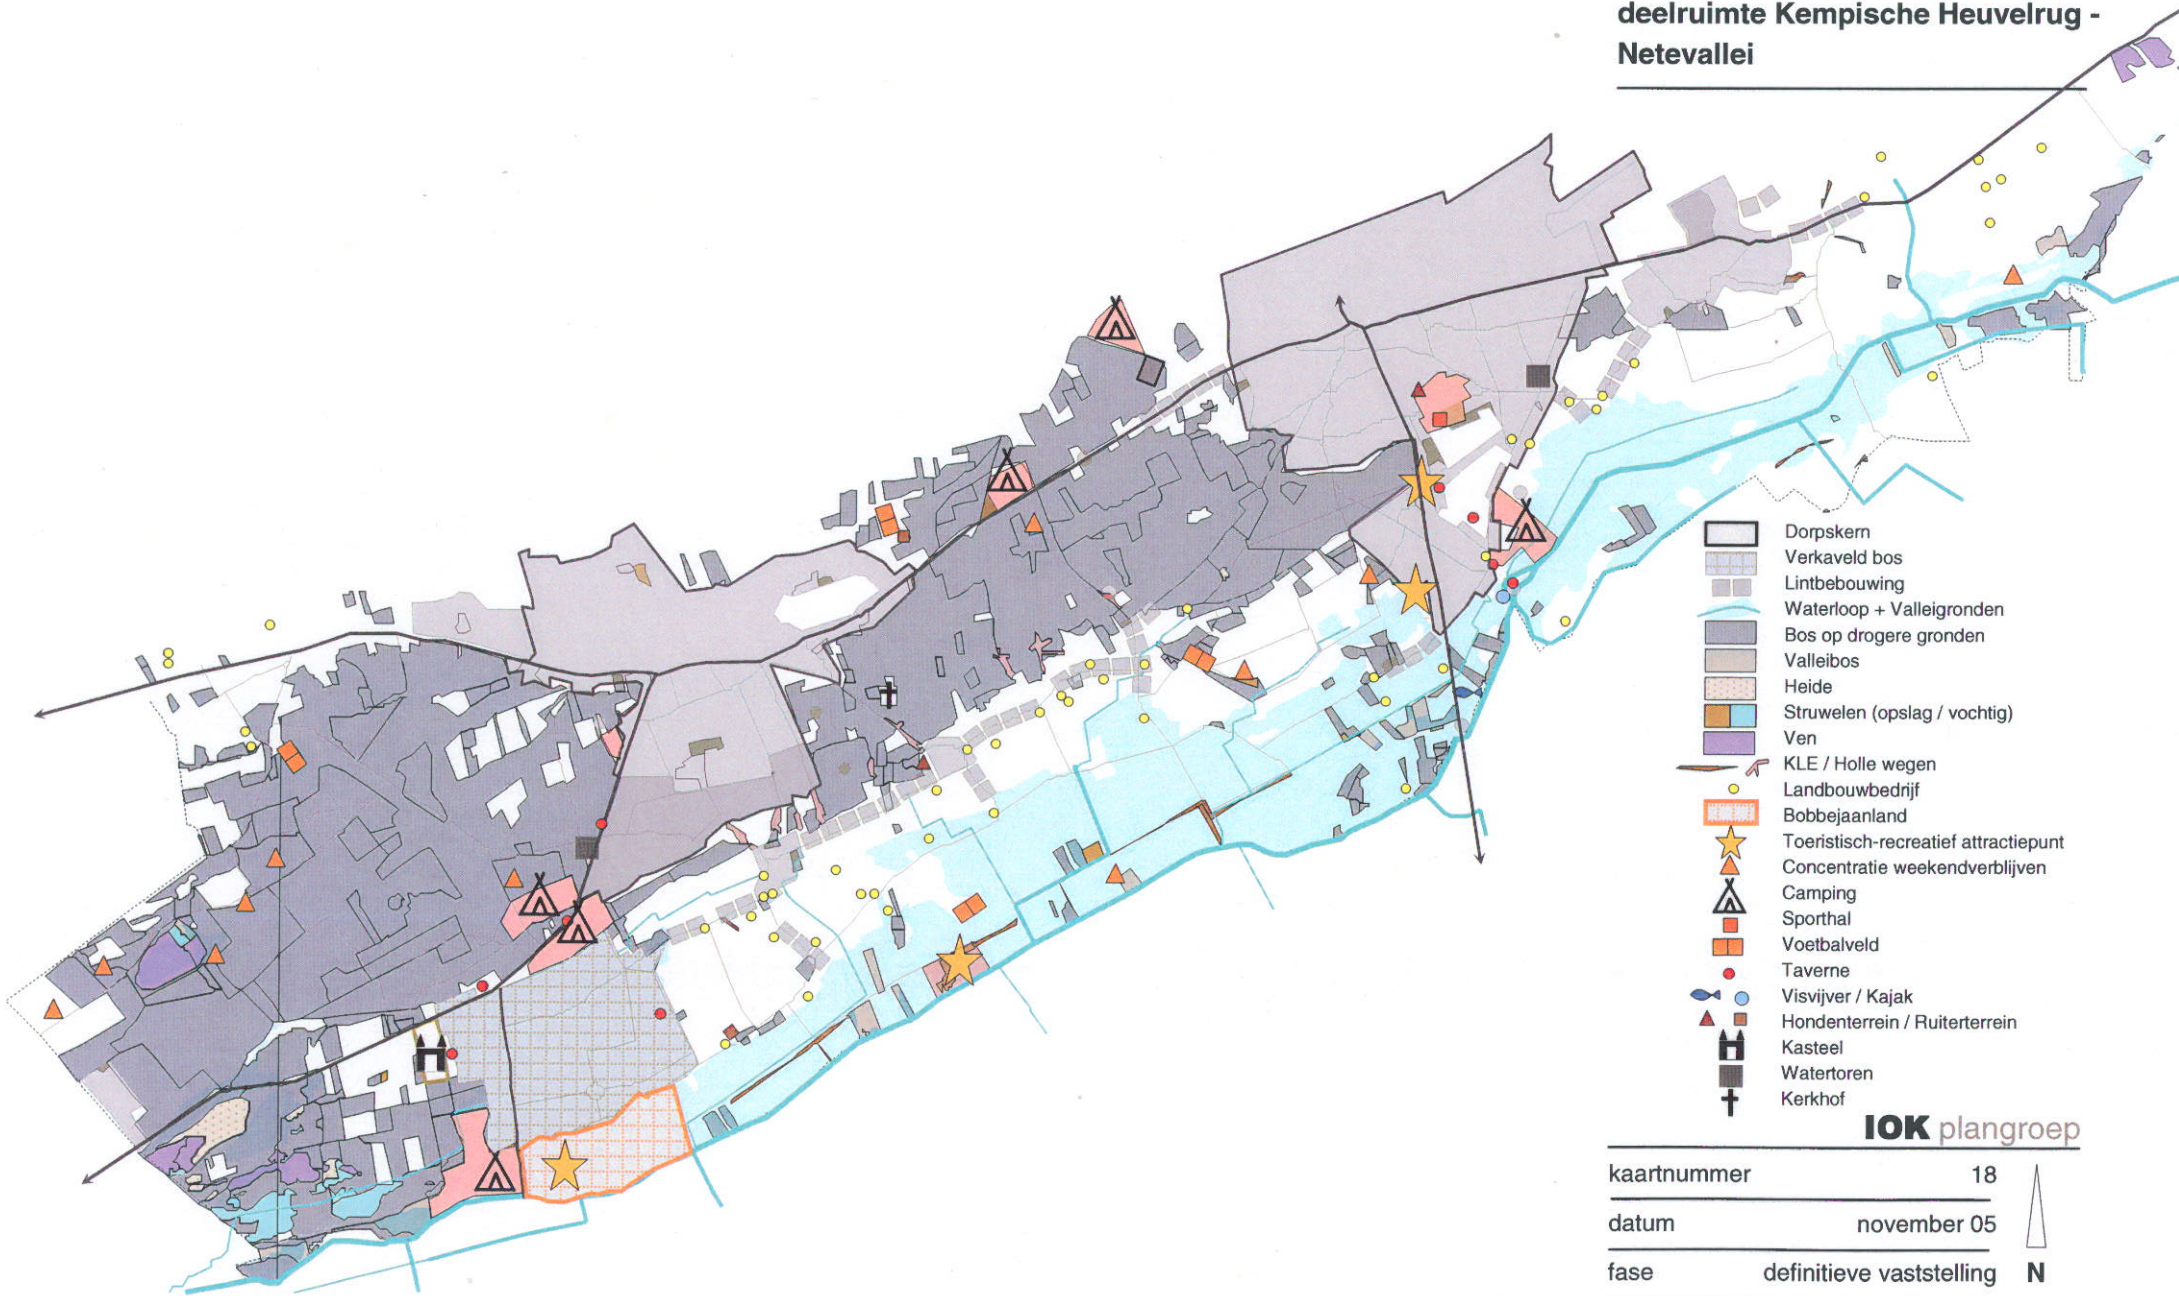 deelruimte Kempische Heuvelrug -
Netevallei
Dorpskern
Verkaveld bos
Lintbebouwing
Waterloop + Valleigronden
Bos op drogere gronden
Valleibos
Heide
Struwelen (opslag / vochtig)
Ven
KLE / Holle wegen
Landbouwbedrijf
Bobbejaanland
Toeristisch-recreatief attractiepunt
Concentratie weekendverblijven
Camping
Sporthal
Voetbalveld
Taverne
Visvijver / Kajak
Hondenterrein / Ruiterterrein
Kasteel
Watertoren
Kerkhof
IOK plangroep
kaartnummer 18
datum november 05
fase definitieve vaststelling N